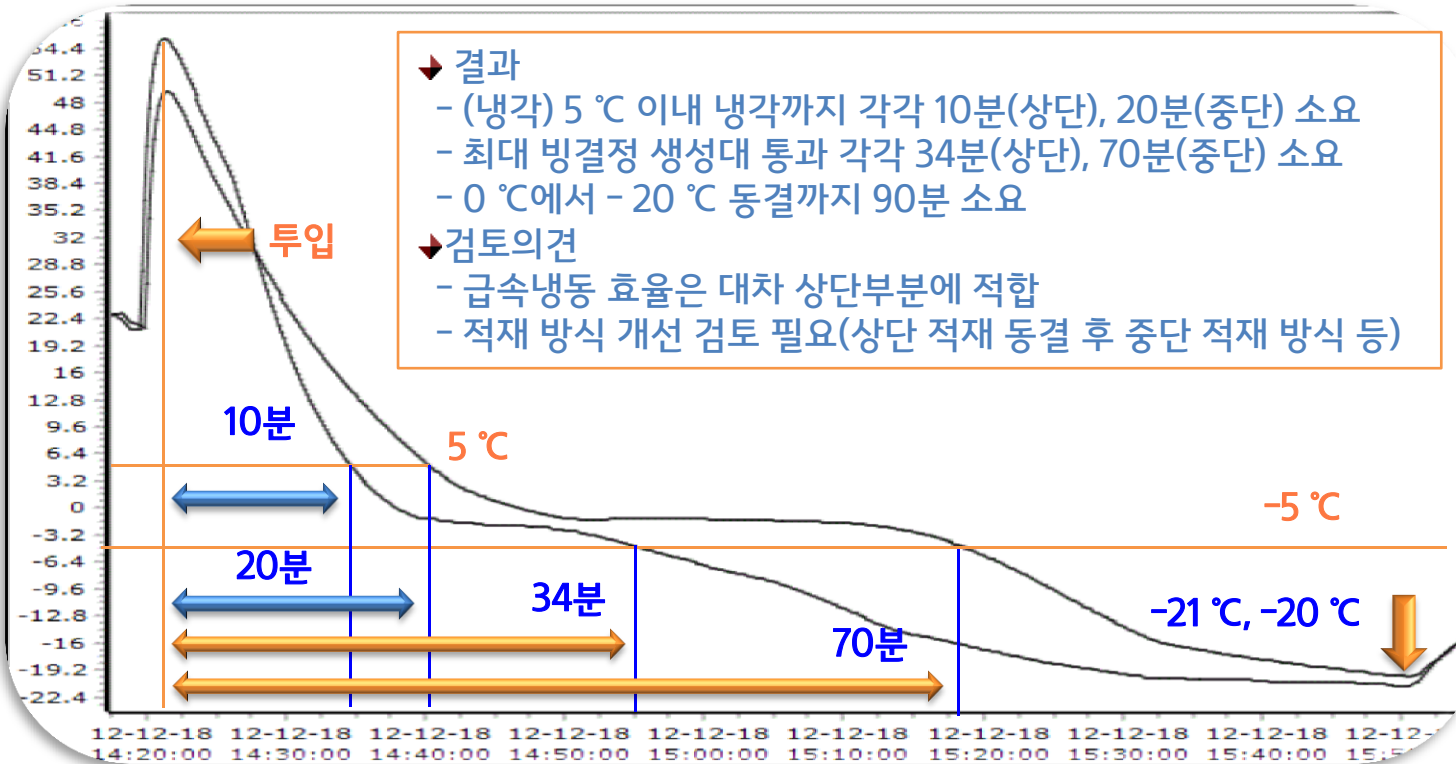 결과
- (냉각) 5 ℃ 이내 냉각까지 각각 10분(상단), 20분(중단) 소요
- 최대 빙결정 생성대 통과 각각 34분(상단), 70분(중단) 소요
- 0 ℃에서 - 20 ℃ 동결까지 90분 소요
검토의견
- 급속냉동 효율은 대차 상단부분에 적합
- 적재 방식 개선 검토 필요(상단 적재 동결 후 중단 적재 방식 등)
51.2
48
44.8
41.6
38.4
35.2
32
28.8
25.6
22.4
19.2
16
12.8
9.6
6.4
3.2
0
-3.2
-6.4
-9.6
-12.8
-16
-19.2
-22.4
투입
10분
5 ℃
-5 ℃
20분
34분
-21 ℃, -20 ℃
70분
12-12-18 12-12-18 12-12-18 12-12-18 12-12-18 12-12-18 12-12-18 12-12-18 12-12-18
14:20:00 14:30:00 14:40:00 14:50:00 15:00:00 15:10:00 15:20:00 15:30:00 15:40:00